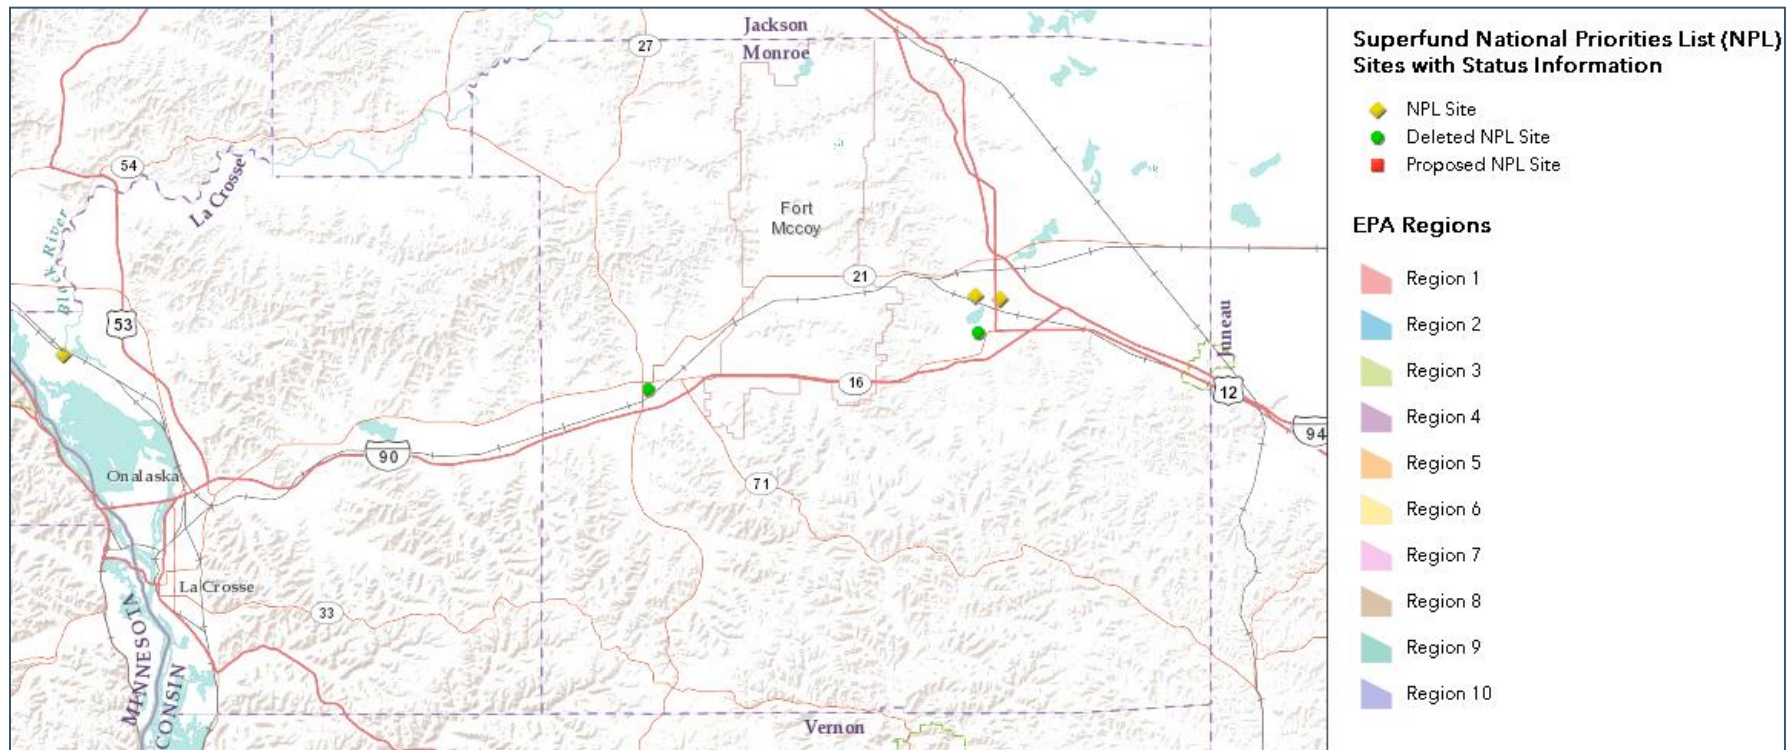 Jackson
Monroe
27
54
La Crosse
Black River
Fort
Mccoy
21
53
Juneau
16
12
94
90
Onalaska
71
La Crosse
33
MINNESOTA
CONSIN
Vernon
Superfund National Priorities List (NPL)
Sites with Status Information
NPL Site
Deleted NPL Site
Proposed NPL Site
EPA Regions
Region 1
Region 2
Region 3
Region 4
Region 5
Region 6
Region 7
Region 8
Region 9
Region 10